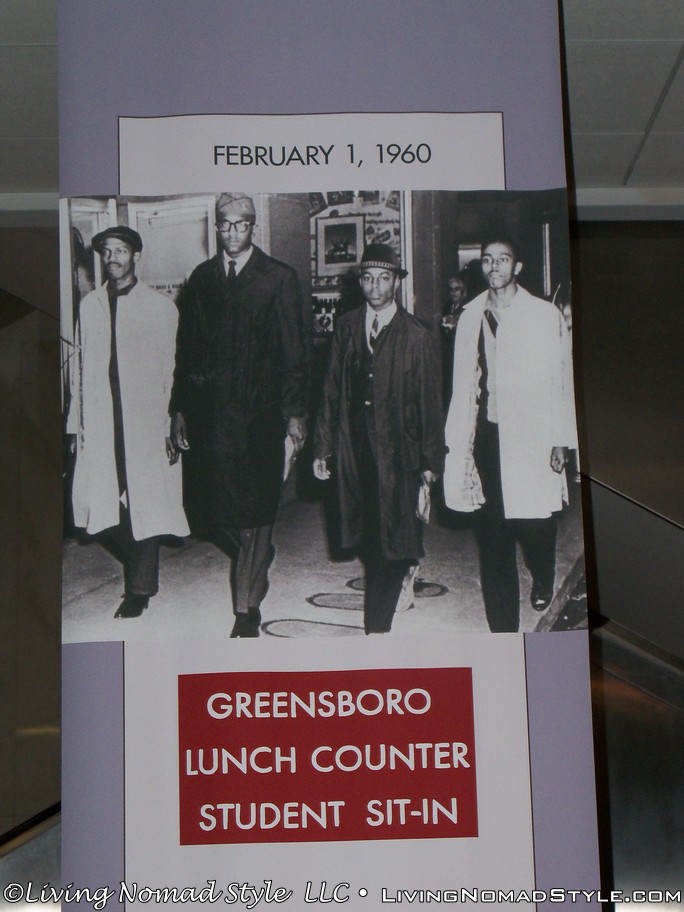 FEBRUARY 1, 1960
GREENSBORO
LUNCH COUNTER
STUDENT SIT-IN
©Living Nomad Style LLC • LivingNomadStyle.com